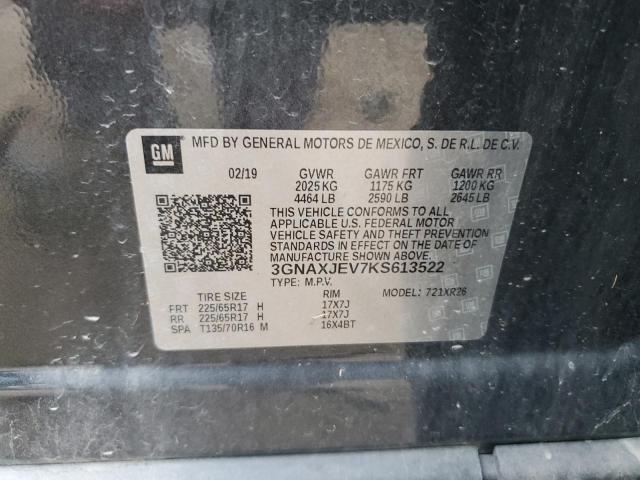 GM MFD BY GENERAL MOTORS DE MEXICO, S. DE R.L. DE C.V.
02/19 GVWR GAWR FRT GAWR RR
2025 KG 1175 KG 1200 KG
4464 LB 2590 LB 2645 LB
THIS VEHICLE CONFORMS TO ALL
APPLICABLE U.S. FEDERAL MOTOR
VEHICLE SAFETY AND THEFT PREVENTION
STANDARDS IN EFFECT ON THE DATE OF
MANUFACTURE SHOWN ABOVE.
3GNAXJEV7KS613522
TYPE: M.P.V. MODEL: 721XR26
TIRE SIZE RIM
FRT 225/65R17 H 17X7J
RR 225/65R17 H 17X7J
SPA T135/70R16 M 16X4BT